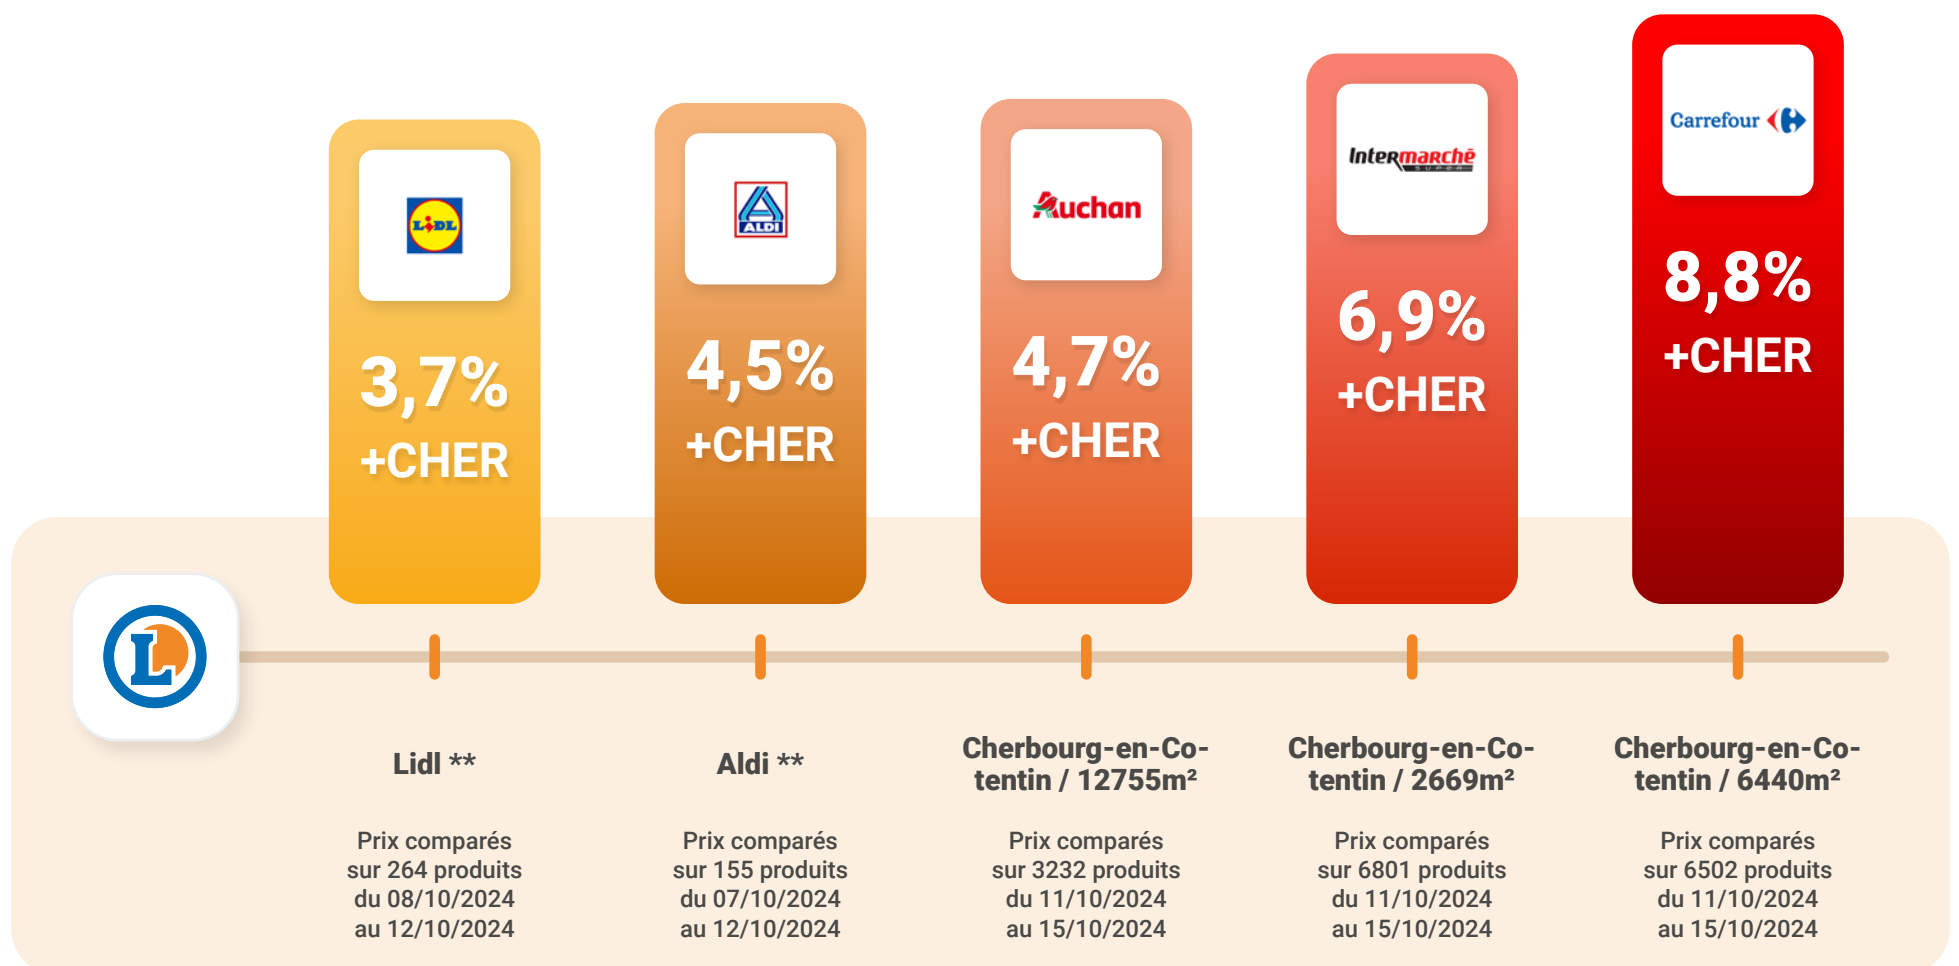 LIDL
3,7%
+CHER
ALDI
4,5%
+CHER
Auchan
4,7%
+CHER
Intermarchē
SUPER
6,9%
+CHER
Carrefour
8,8%
+CHER
L
Lidl **
Prix comparés
sur 264 produits
du 08/10/2024
au 12/10/2024
Aldi **
Prix comparés
sur 155 produits
du 07/10/2024
au 12/10/2024
Cherbourg-en-Co-
tentin / 12755m²
Prix comparés
sur 3232 produits
du 11/10/2024
au 15/10/2024
Cherbourg-en-Co-
tentin / 2669m²
Prix comparés
sur 6801 produits
du 11/10/2024
au 15/10/2024
Cherbourg-en-Co-
tentin / 6440m²
Prix comparés
sur 6502 produits
du 11/10/2024
au 15/10/2024